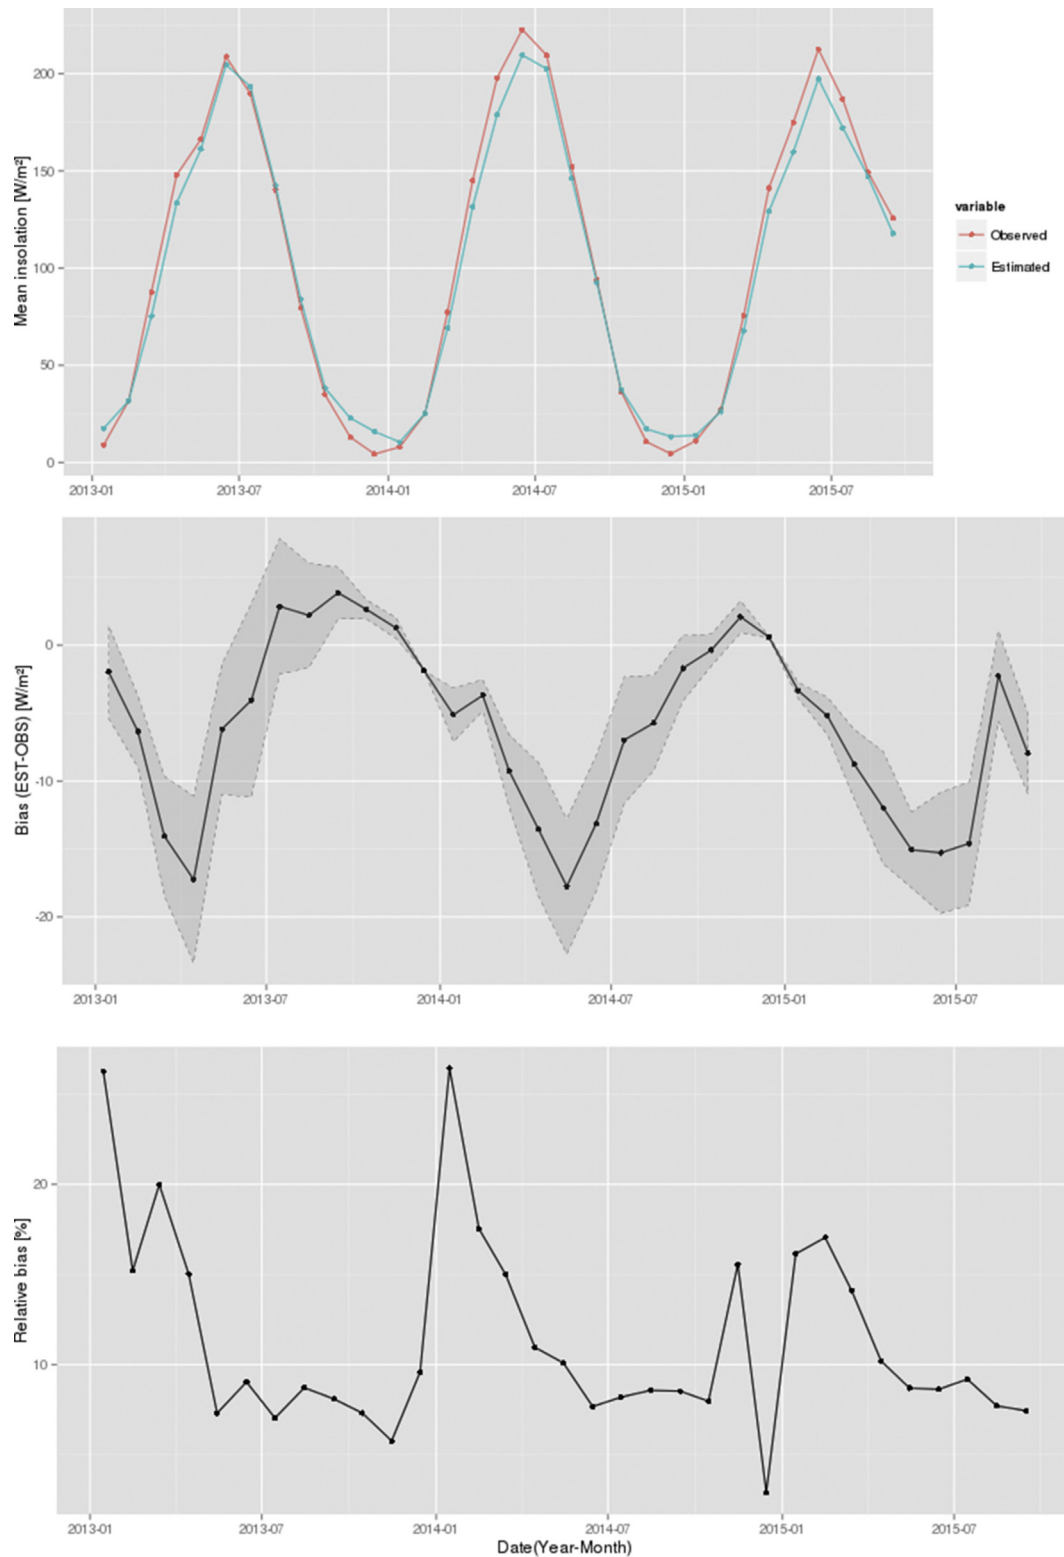 Mean insolation [W/m²]
200
150
100
50
0
2013-01 2013-07 2014-01 2014-07 2015-01 2015-07
variable
Observed
Estimated
Bias (EST-OBS) [W/m²]
0
-10
-20
2013-01 2013-07 2014-01 2014-07 2015-01 2015-07
Relative bias [%]
20
10
2013-01 2013-07 2014-01 2014-07 2015-01 2015-07
Date(Year-Month)